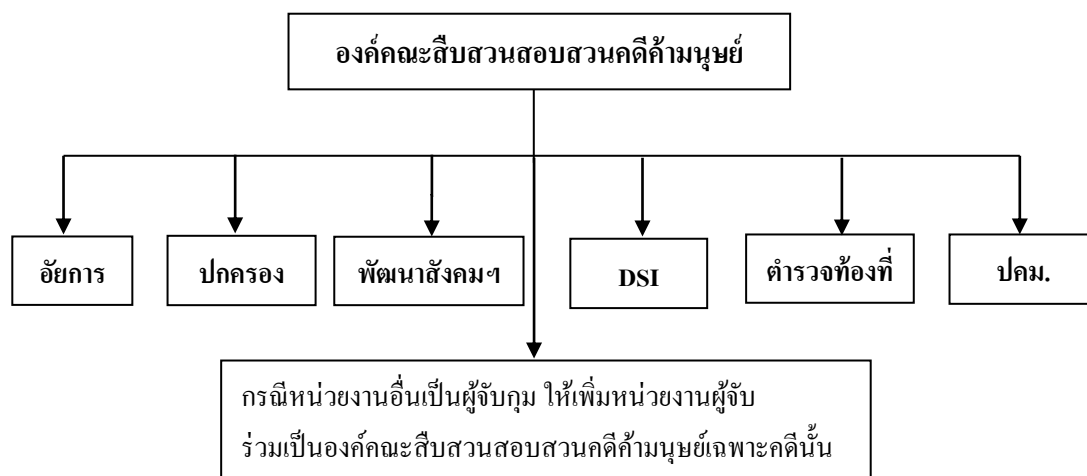 องค์คณะสืบสวนสอบสวนคดีค้ามนุษย์
อัยการ
ปกครอง
พัฒนาสังคมฯ
DSI
ตำรวจท้องที่
ปคม.
กรณีหน่วยงานอื่นเป็นผู้จับกุม ให้เพิ่มหน่วยงานผู้จับ
ร่วมเป็นองค์คณะสืบสวนสอบสวนคดีค้ามนุษย์เฉพาะคดีนั้น